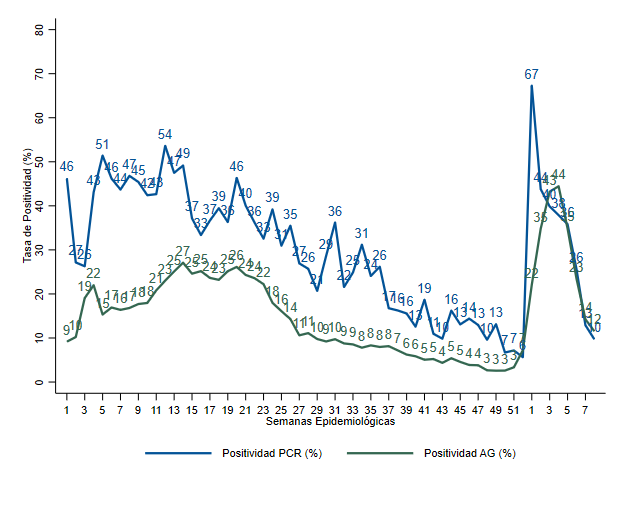 80
70
60
50
40
30
20
10
0
Tasa de Positividad (%)
46 27 26 43 51 46 44 47 45 42 43 54 47 49 37 33 37 39 36 46 40 36 33 39 31 35 27 26 21 29 36 22 25 31 24 26 17 16 16 13 19 11 10 16 13 14 13 10 13 7 7 6 67 44 40 38 36 26 13 10
9 10 19 22 15 17 16 17 18 18 21 23 25 27 25 25 24 23 25 26 24 24 22 18 16 14 11 11 10 9 10 9 9 8 8 8 8 7 6 6 5 5 4 5 5 4 4 3 3 3 3 22 35 43 44 35 23 14 12
1 3 5 7 9 11 13 15 17 19 21 23 25 27 29 31 33 35 37 39 41 43 45 47 49 51 1 3 5 7
Semanas Epidemiológicas
Positividad PCR (%) Positividad AG (%)